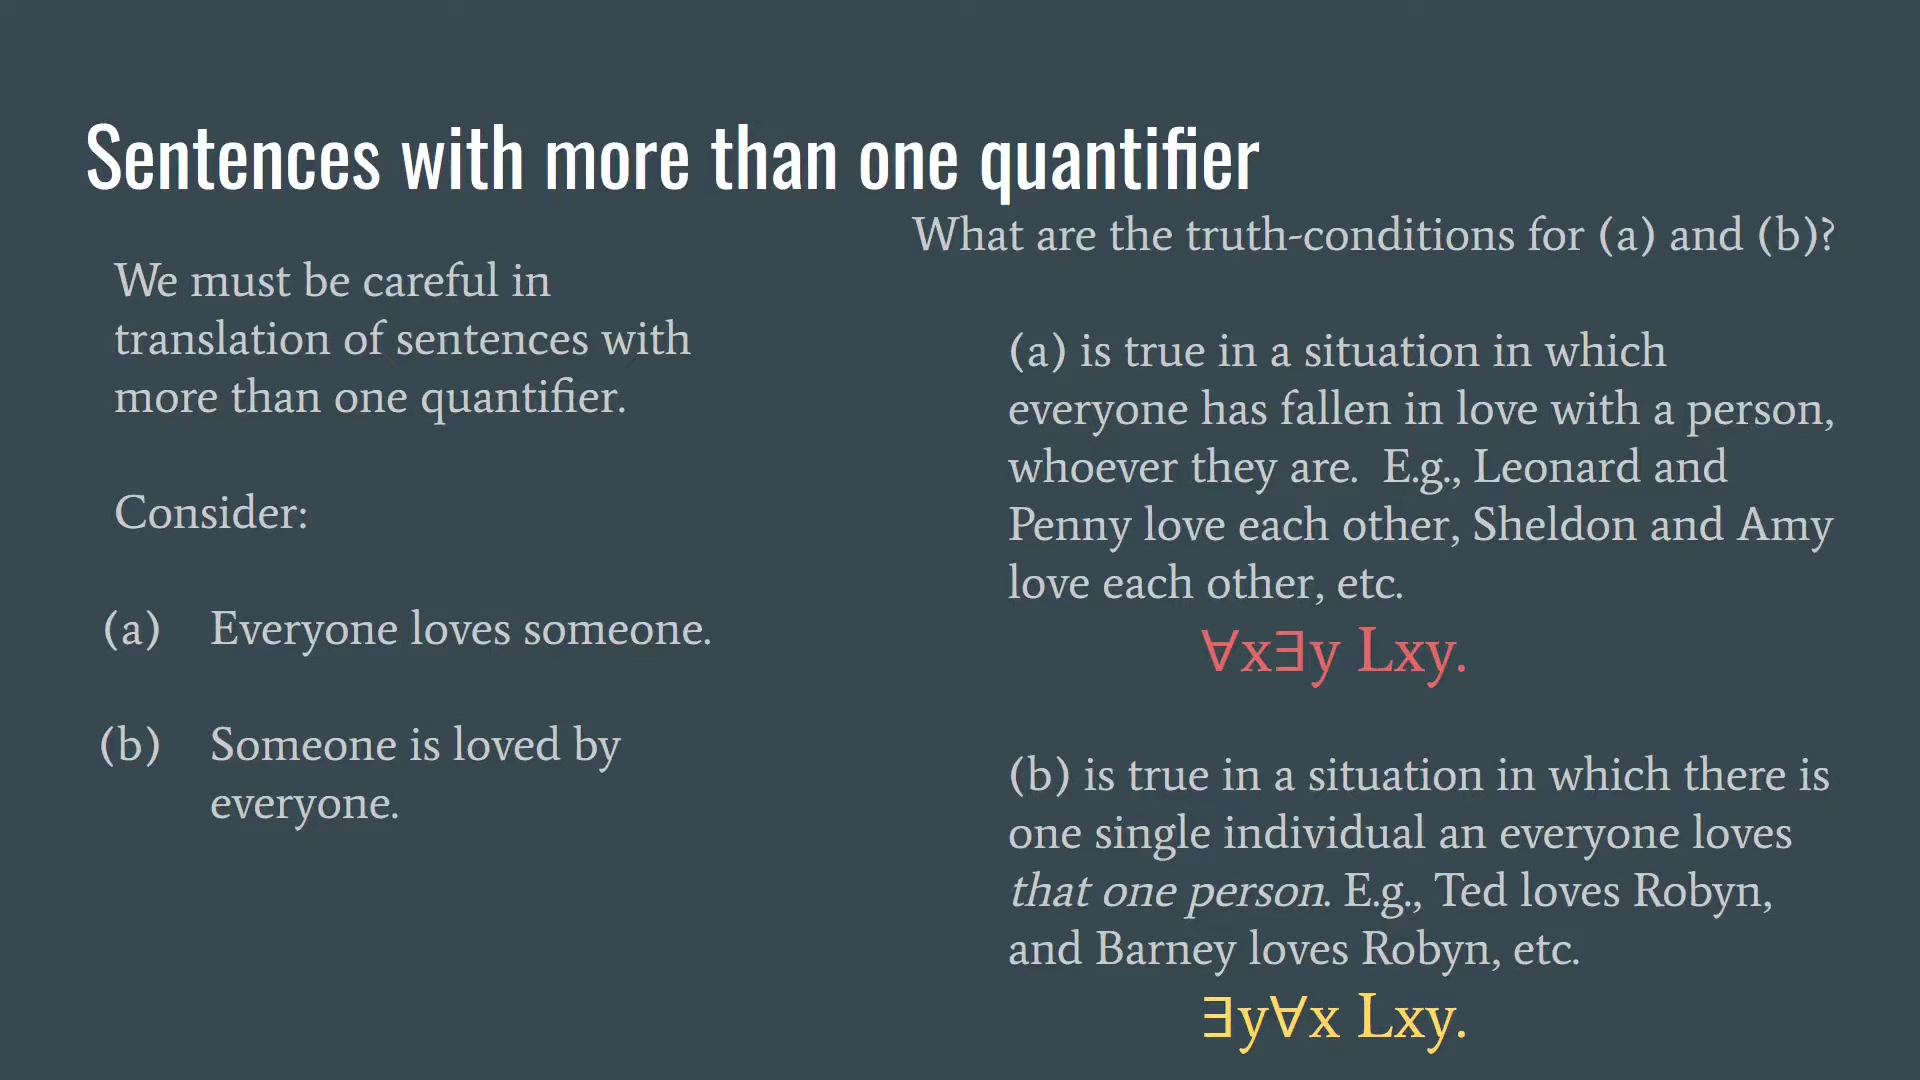 Sentences with more than one quantifier
We must be careful in
translation of sentences with
more than one quantifier.
Consider:
(a) Everyone loves someone.
(b) Someone is loved by
everyone.
What are the truth-conditions for (a) and (b)?
(a) is true in a situation in which
everyone has fallen in love with a person,
whoever they are. E.g., Leonard and
Penny love each other, Sheldon and Amy
love each other, etc.
∀x∃y Lxy.
(b) is true in a situation in which there is
one single individual an everyone loves
that one person. E.g., Ted loves Robyn,
and Barney loves Robyn, etc.
∃y∀x Lxy.